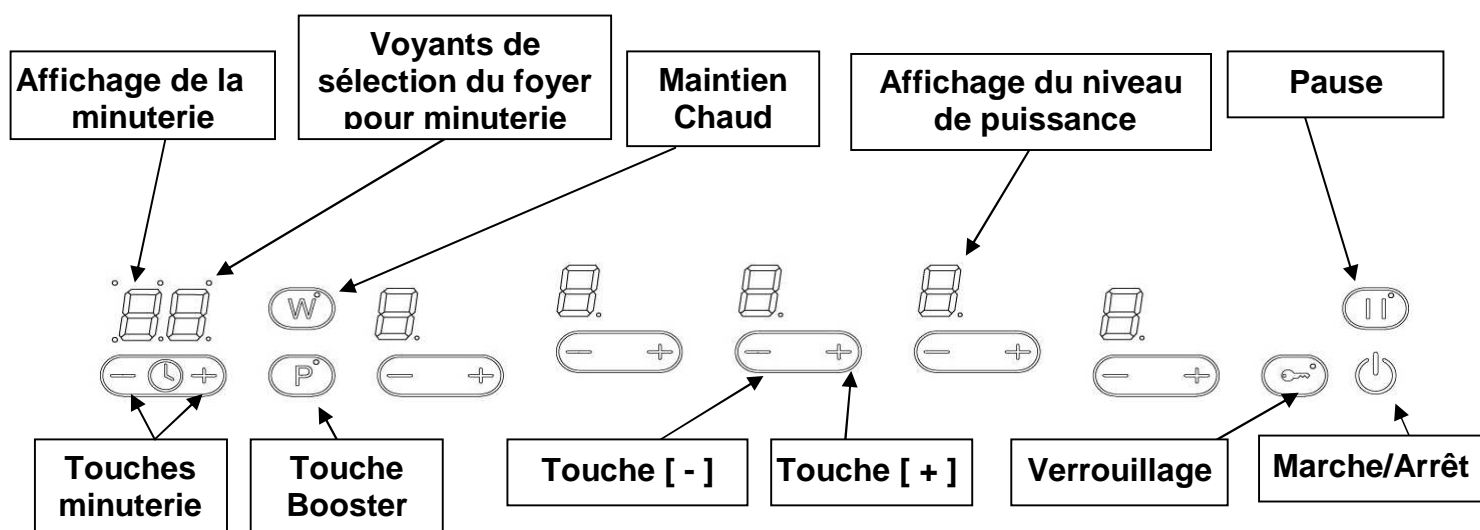 Affichage de la
minuterie
Voyants de
sélection du foyer
pour minuterie
Maintien
Chaud
Affichage du niveau
de puissance
Pause
W
P
Touches
minuterie
Touche
Booster
Touche [ - ]
Touche [ + ]
Verrouillage
Marche/Arrêt